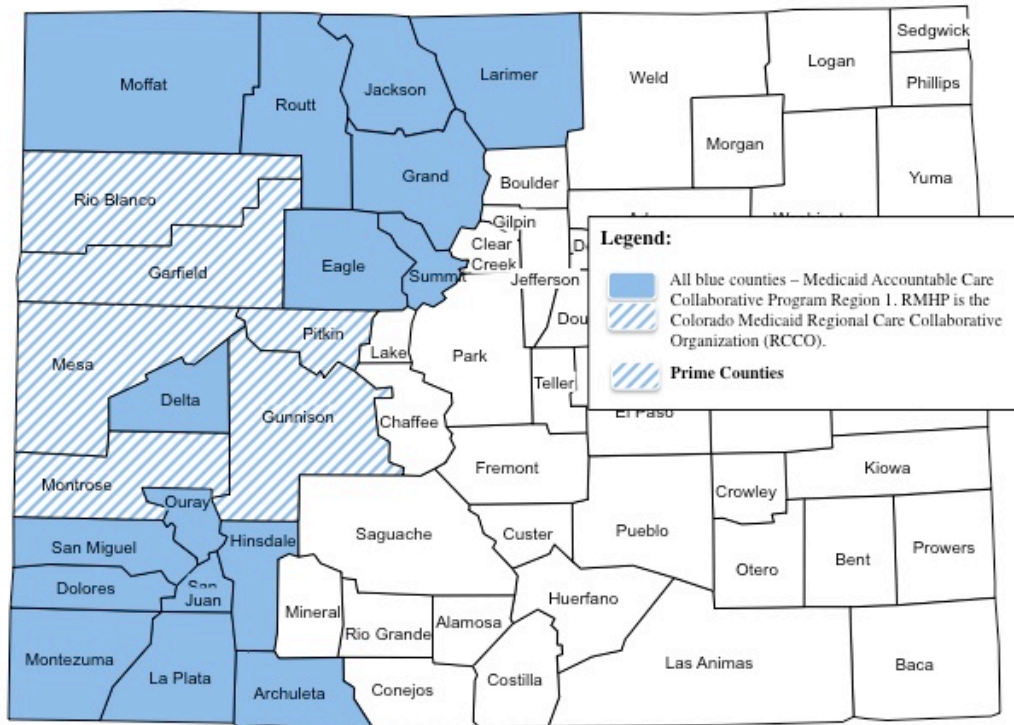 Sedgwick
Logan
Weld
Larimer
Phillips
Moffat
Jackson
Routt
Morgan
Yuma
Grand
Boulder
Rio Blanco
Gilpin
Clear
Creek
Legend:
Garfield
Eagle
Summit
Jefferson
All blue counties – Medicaid Accountable Care
Collaborative Program Region 1. RMHP is the
Colorado Medicaid Regional Care Collaborative
Organization (RCCO).
Prime Counties
Dou
Pitkin
Lake
Park
Mesa
Teller
Delta
Gunnison
Chaffee
El Paso
Fremont
Kiowa
Montrose
Crowley
Ouray
Saguache
Custer
Pueblo
Hinsdale
San Miguel
Prowers
Bent
Otero
Dolores
San
Juan
Huerfano
Mineral
Alamosa
Rio Grande
Montezuma
La Plata
Archuleta
Conejos
Costilla
Las Animas
Baca